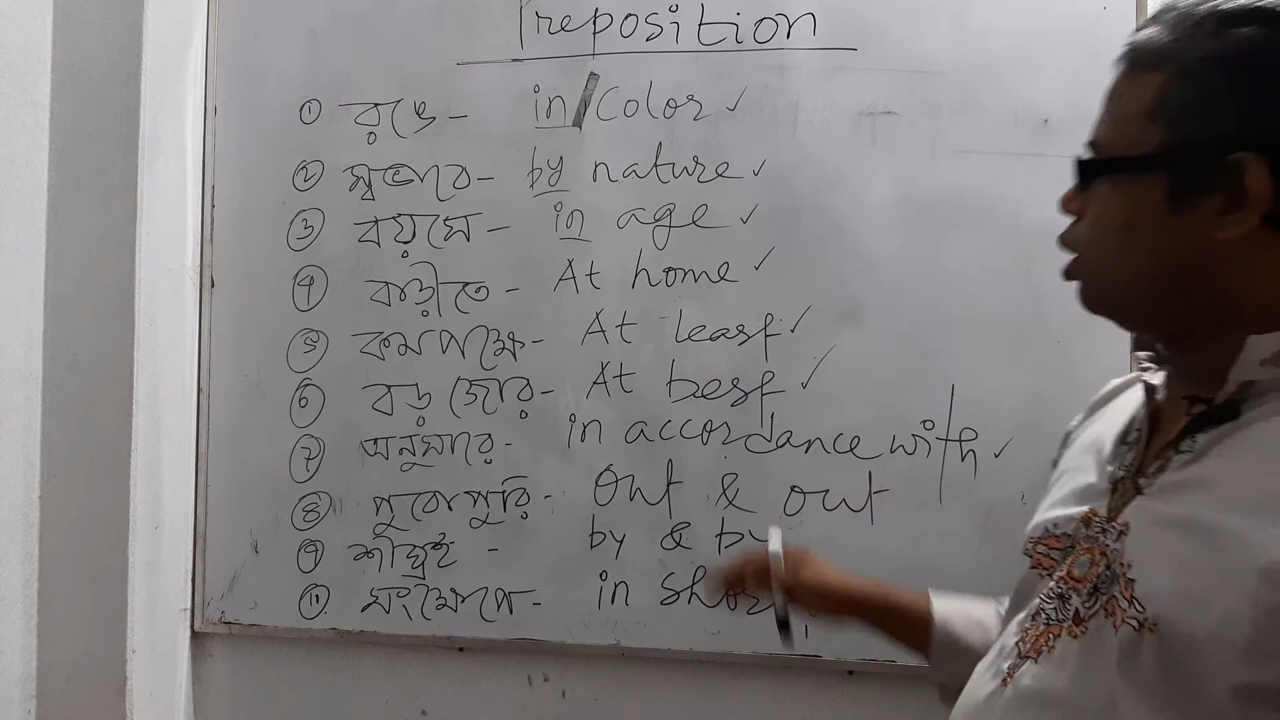 Preposition
① রঙে - in/color ✓
② স্বভাবে - by nature ✓
③ বয়সে - in age ✓
④ বাড়ীতে - At home ✓
⑤ কমপক্ষে - At least ✓
⑥ বড় জোর - At best ✓
⑦ অনুসারে - in accordance with ✓
⑧ পুরোপুরি - Out & out
⑨ শীঘ্রই - by & by
⑩ সংক্ষেপে - in short